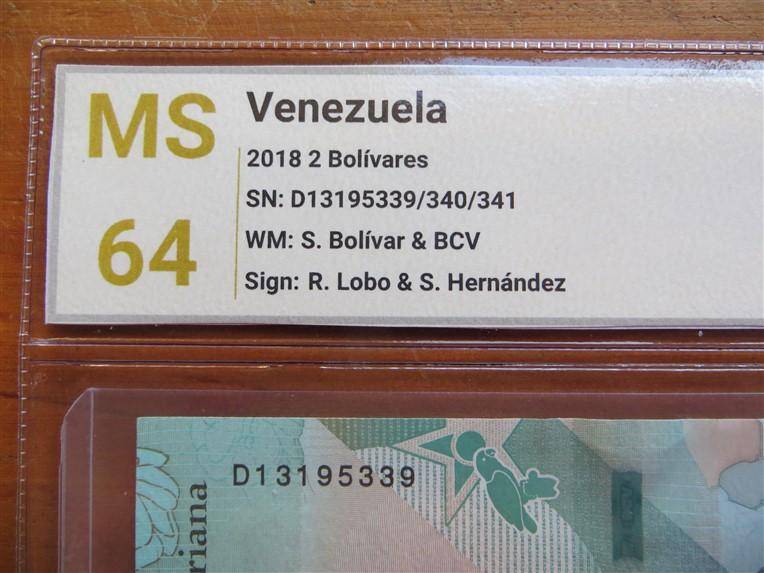 MS
64
Venezuela
2018 2 Bolívares
SN: D13195339/340/341
WM: S. Bolívar & BCV
Sign: R. Lobo & S. Hernández
D13195339
riana